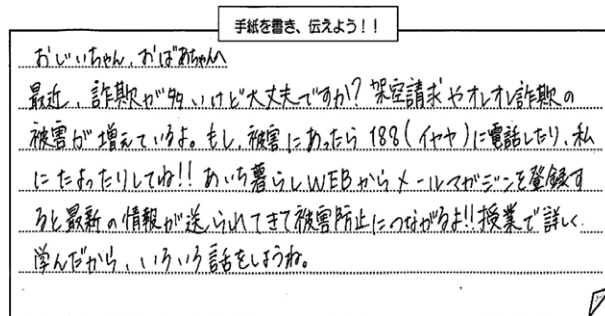 手紙を書き、伝えよう！！
おじいちゃん、おばあちゃん
最近、詐欺が多いけど大丈夫ですか？架空請求やオレオレ詐欺の
被害が増えているよ。もし、被害にあったら188(イヤヤ)に電話したり、私
にたよったりしてね!!あいち暮らしWEBからメールマガジンを登録す
ると最新の情報が送られてきて被害防止につながるよ!!授業で詳しく
学んだから、いろいろ話をしようね。